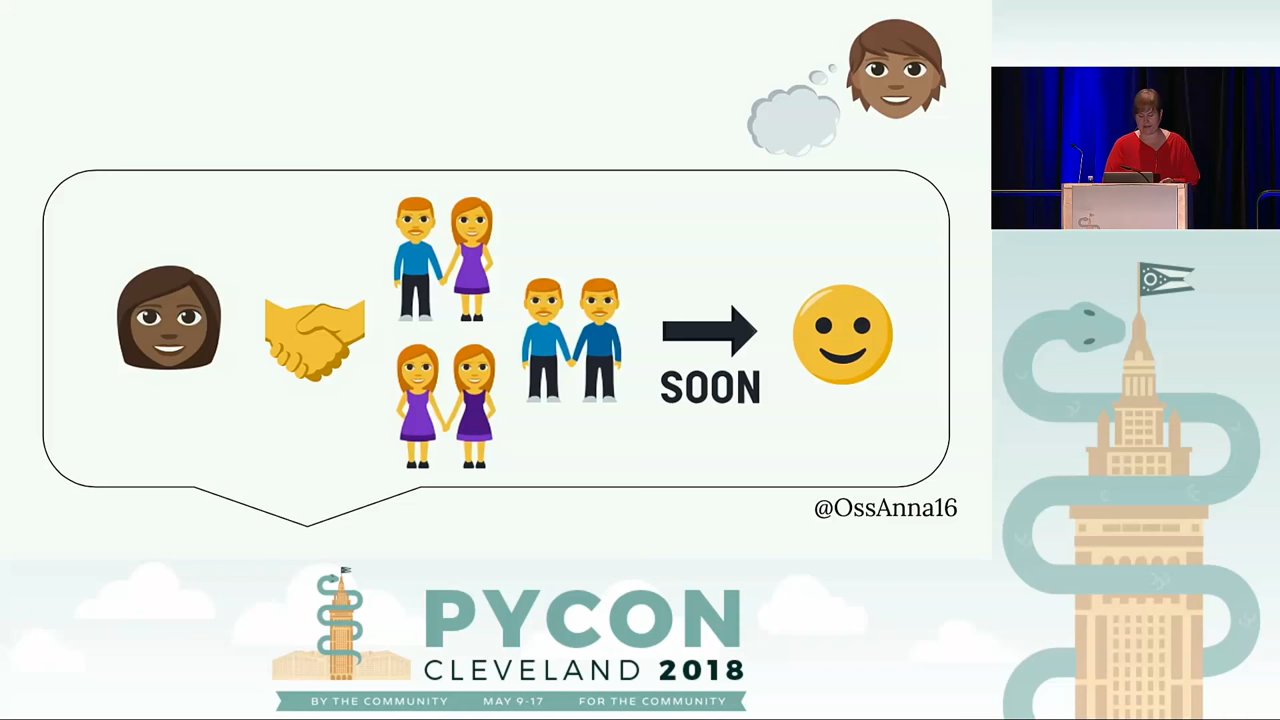 SOON
@OssAnna16
PYCON
CLEVELAND 2018
BY THE COMMUNITY MAY 9-17 FOR THE COMMUNITY